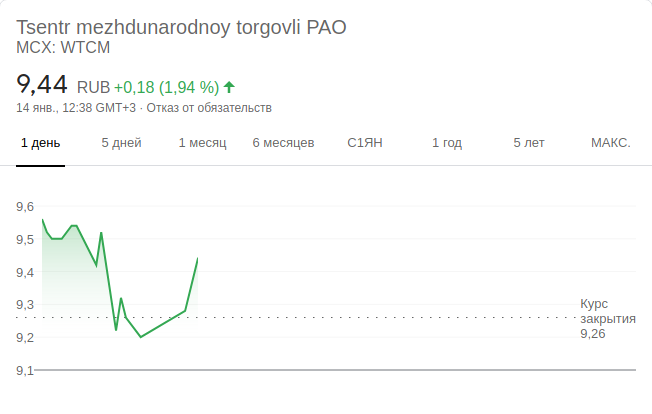 Tsentr mezhdunarodnoy torgovli PAO
MCX: WTCM
9,44 RUB +0,18 (1,94 %)
14 янв., 12:38 GMT+3 · Отказ от обязательств
1 день 5 дней 1 месяц 6 месяцев С1ЯН 1 год 5 лет МАКС.
9,6
9,5
9,4
9,3
Курс
закрытия
9,26
9,2
9,1